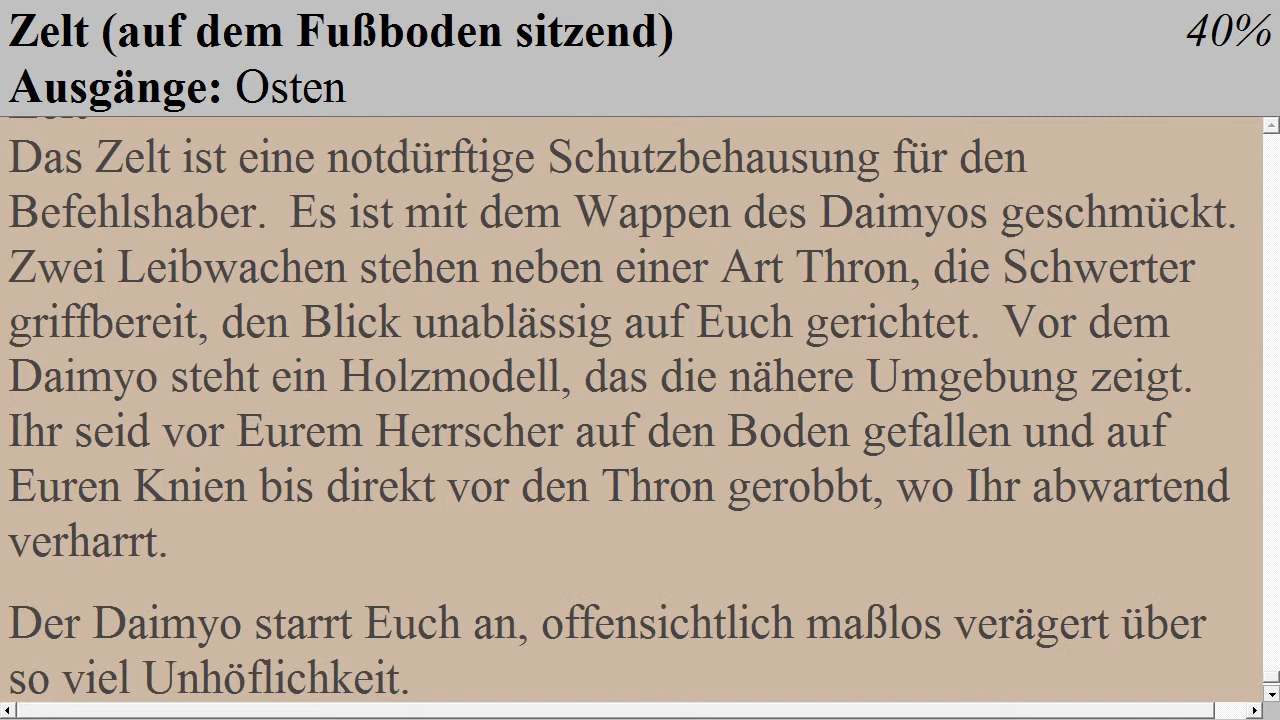 Zelt (auf dem Fußboden sitzend) 40%
Ausgänge: Osten
Das Zelt ist eine notdürftige Schutzbehausung für den
Befehlshaber.  Es ist mit dem Wappen des Daimyos geschmückt.
Zwei Leibwachen stehen neben einer Art Thron, die Schwerter
griffbereit, den Blick unablässig auf Euch gerichtet.  Vor dem
Daimyo steht ein Holzmodell, das die nähere Umgebung zeigt.
Ihr seid vor Eurem Herrscher auf den Boden gefallen und auf
Euren Knien bis direkt vor den Thron gerobbt, wo Ihr abwartend
verharrt.
Der Daimyo starrt Euch an, offensichtlich maßlos verärgert über
so viel Unhöflichkeit.